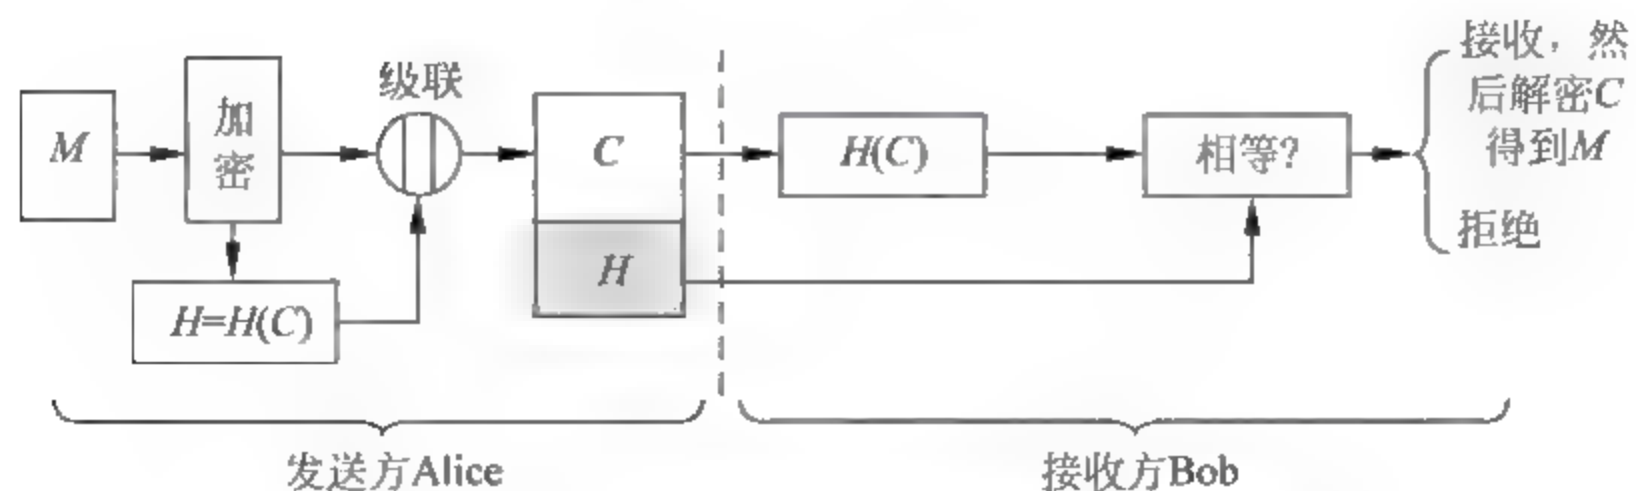 M
加
密
级联
H=H(C)
C
H
H(C)
相等?
接收，然
后解密C
得到M
拒绝
发送方Alice
接收方Bob